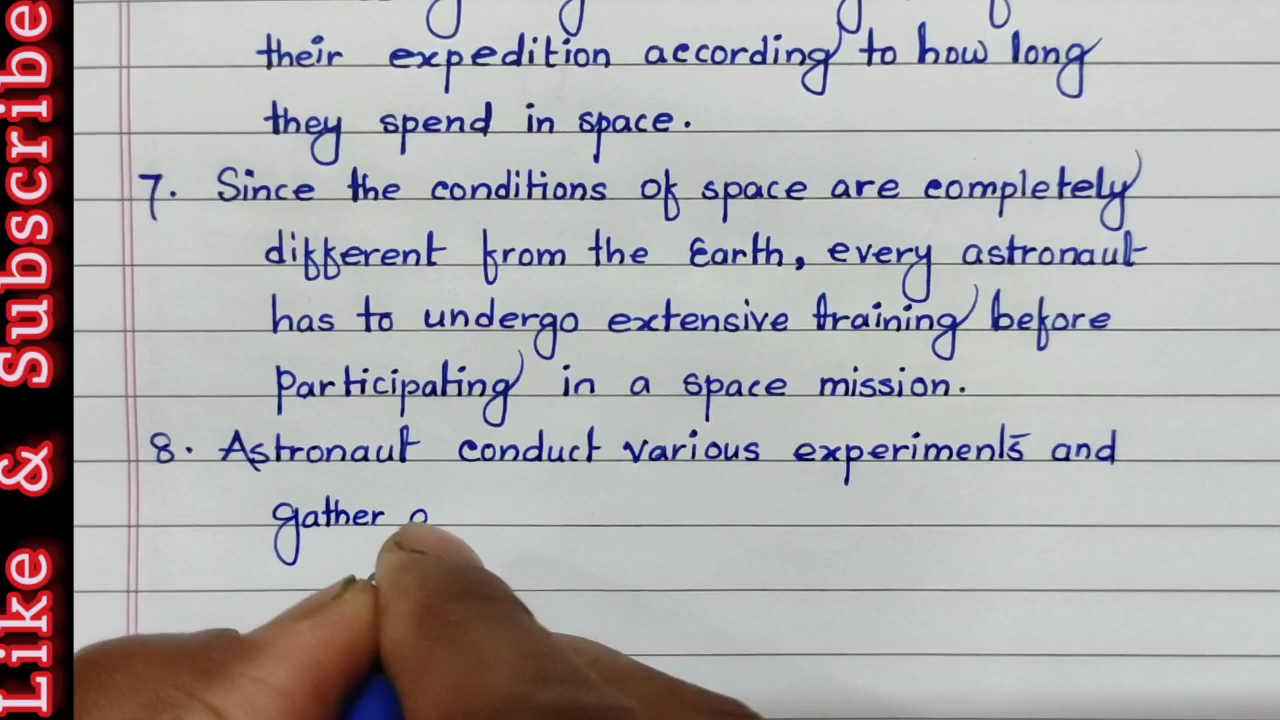 their expedition according to how long
they spend in space.
7. Since the conditions of space are completely
different from the Earth, every astronaut
has to undergo extensive training before
participating in a space mission.
8. Astronaut conduct various experiments and
gather
Like & Subscribe